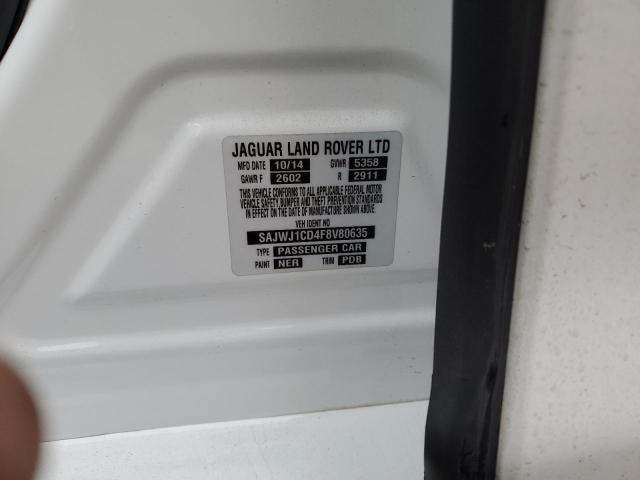 JAGUAR LAND ROVER LTD
MFD DATE 10/14 GVWR 5358
GAWR F 2602 R 2911
THIS VEHICLE CONFORMS TO ALL APPLICABLE FEDERAL MOTOR
VEHICLE SAFETY, BUMPER AND THEFT PREVENTION STANDARDS
IN EFFECT ON THE DATE OF MANUFACTURE SHOWN ABOVE.
VEH IDENT NO
SAJWJ1CD4F8V80635
TYPE PASSENGER CAR
PAINT NER TRIM PDB